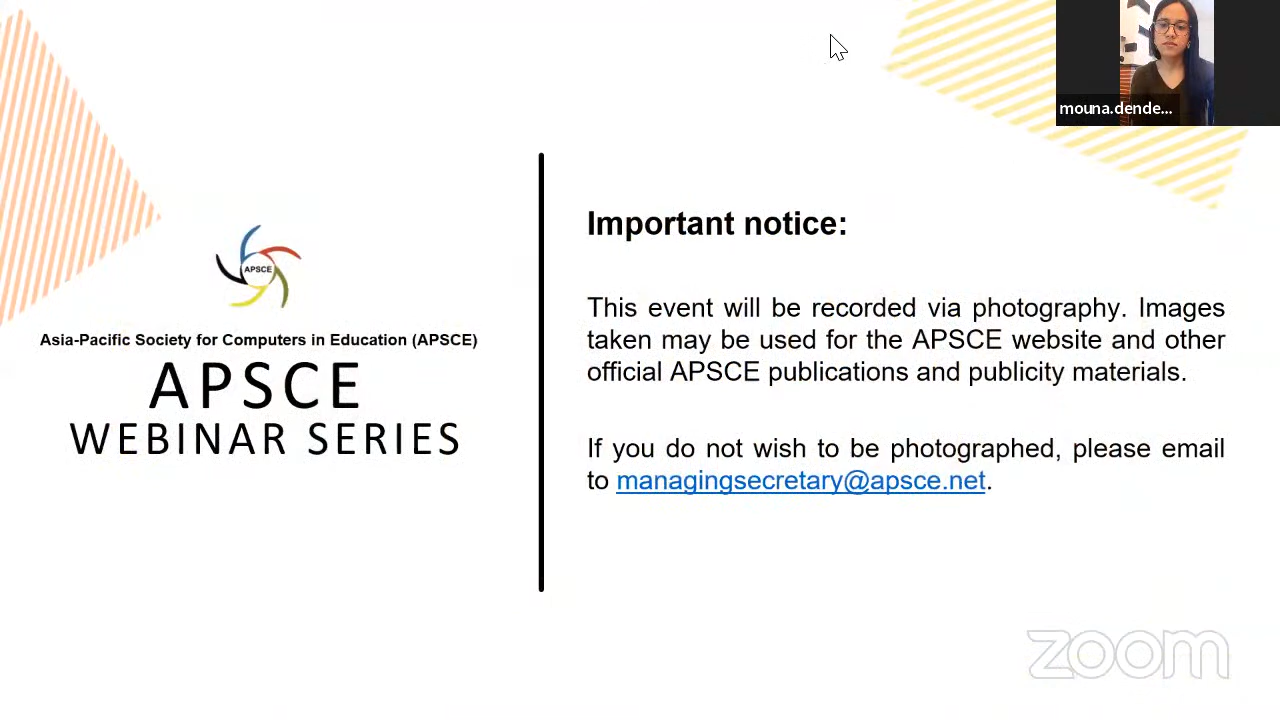 mouna.dende...
APSCE
Asia-Pacific Society for Computers in Education (APSCE)
APSCE
WEBINAR SERIES
Important notice:
This event will be recorded via photography. Images
taken may be used for the APSCE website and other
official APSCE publications and publicity materials.
If you do not wish to be photographed, please email
to managingsecretary@apsce.net.
zoom